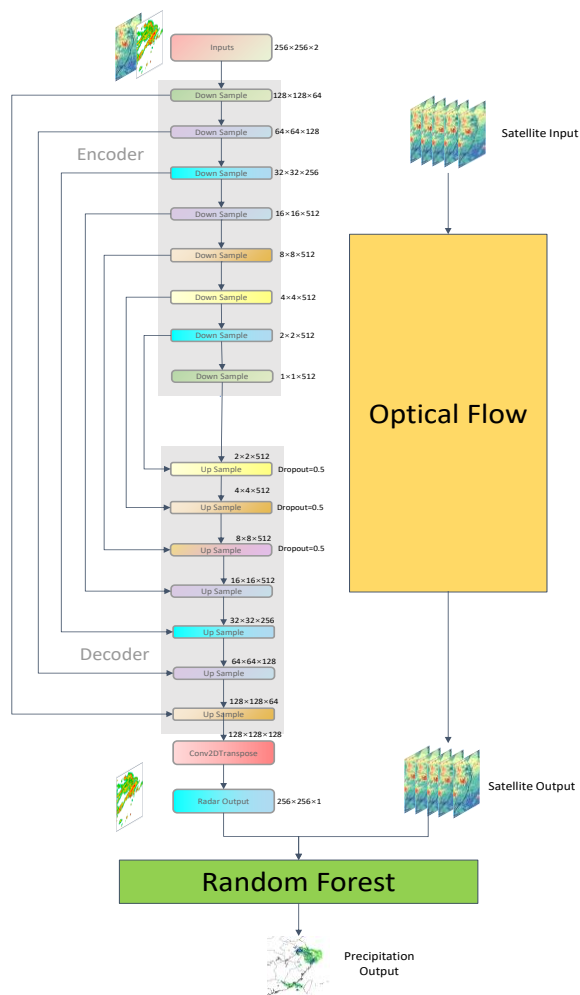 Inputs
256×256×2
Down Sample
128×128×64
Down Sample
64×64×128
Encoder
Down Sample
32×32×256
Down Sample
16×16×512
Down Sample
8×8×512
Down Sample
4×4×512
Down Sample
2×2×512
Down Sample
1×1×512
2×2×512
Up Sample
Dropout=0.5
4×4×512
Up Sample
Dropout=0.5
8×8×512
Up Sample
Dropout=0.5
16×16×512
Up Sample
32×32×256
Up Sample
Decoder
64×64×128
Up Sample
128×128×64
Up Sample
128×128×128
Conv2DTranspose
Radar Output
256×256×1
Satellite Input
Optical Flow
Satellite Output
Random Forest
Precipitation
Output